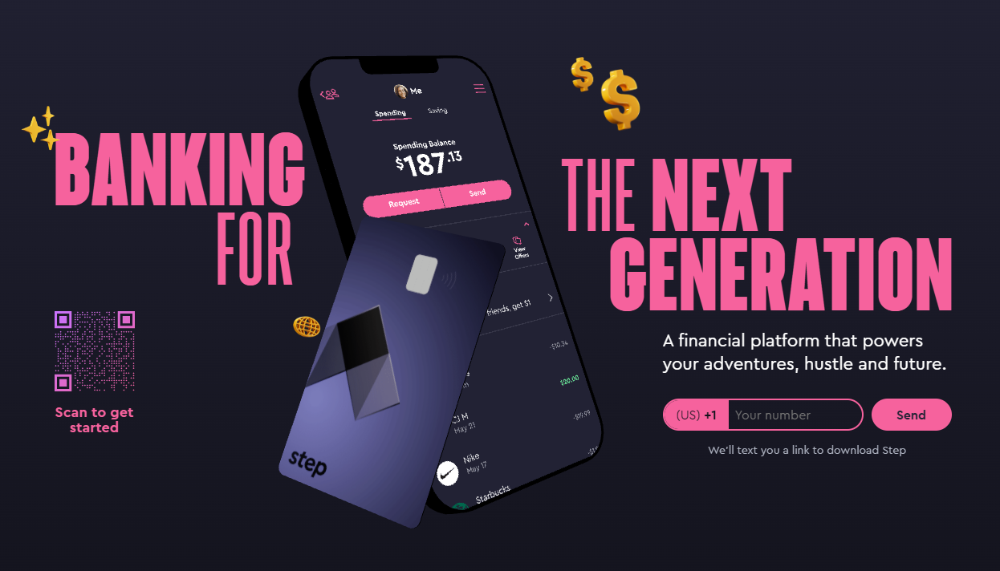 BANKING
FOR
THE NEXT
GENERATION
A financial platform that powers
your adventures, hustle and future.
(US) +1
Your number
Send
We'll text you a link to download Step
Scan to get
started
Me
Spending
Saving
Spending Balance
$187.13
Request
Send
View
Offers
friends, get $1
-$10.24
$20.00
CJ M
May 21
-$19.95
Nike
May 17
Starbucks
step